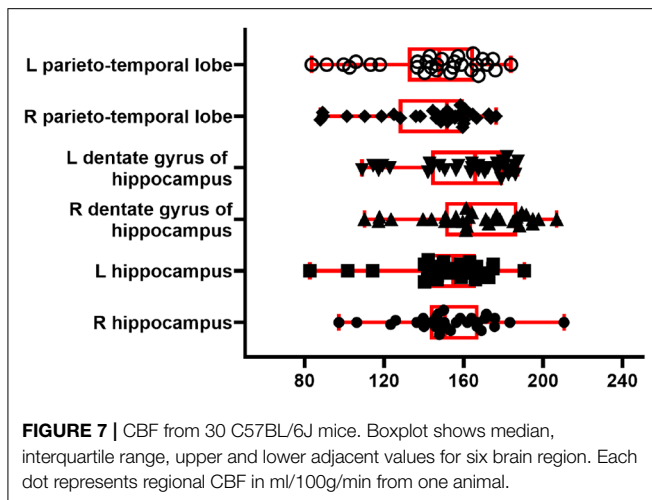 L parieto-temporal lobe
R parieto-temporal lobe
L dentate gyrus of
hippocampus
R dentate gyrus of
hippocampus
L hippocampus
R hippocampus
80 120 160 200 240
FIGURE 7 | CBF from 30 C57BL/6J mice. Boxplot shows median,
interquartile range, upper and lower adjacent values for six brain region. Each
dot represents regional CBF in ml/100g/min from one animal.